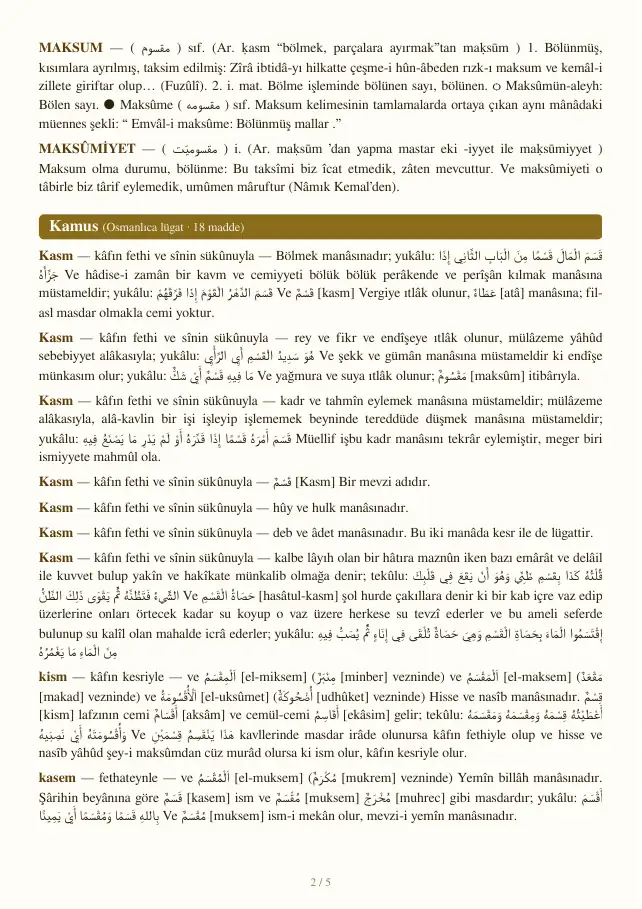 MAKSUM — ( مقسوم ) sıf. (Ar. ḳasm “bölmek, parçalara ayırmak”tan maḳsūm ) 1. Bölünmüş,
kısımlara ayrılmış, taksim edilmiş: Zîrâ ibtidâ-yı hilkatte çeşme-i hûn-âbeden rızk-ı maksum ve kemâl-i
zillete giriftar olup… (Fuzûlî). 2. i. mat. Bölme işleminde bölünen sayı, bölünen. ѻ Maksûmün-aleyh:
Bölen sayı. ● Maksûme ( مقسومه ) sıf. Maksum kelimesinin tamlamalarda ortaya çıkan aynı mânâdaki
müennes şekli: “ Emvâl-i maksûme: Bölünmüş mallar .”
MAKSÛMİYET — ( مقسوميّت ) i. (Ar. maḳsūm ’dan yapma mastar eki -iyyet ile maḳsūmiyyet )
Maksum olma durumu, bölünme: Bu taksîmi biz îcat etmedik, zâten mevcuttur. Ve maksûmiyeti o
tâbirle biz târif eylemedik, umûmen mâruftur (Nâmık Kemal’den).
Kamus (Osmanlıca lügat · 18 madde)
Kasm — kâfın fethi ve sînin sükûnuyla — Bölmek manâsınadır; yukâlu: قَسَمَ الْمَالَ قَسْمًا مِنَ الْبَابِ الثَّانِي إِذَا
جَزَّأَهُ Ve hâdise-i zamân bir kavm ve cemiyyeti bölük bölük perâkende ve perîşân kılmak manâsına
müstameldir; yukâlu: قَسَمَ الدَّهْرُ الْقَوْمَ إِذَا فَرَّقَهُمْ Ve قَسْمٌ [kasm] Vergiye ıtlâk olunur, عَطَاءٌ [atâ] manâsına; fil-
asl masdar olmakla cemi yoktur.
Kasm — kâfın fethi ve sînin sükûnuyla — rey ve fikr ve endîşeye ıtlâk olunur, mülâzeme yâhûd
sebebiyyet alâkasıyla; yukâlu: هُوَ سَدِيدُ الْقَسْمِ أَيِ الرَّأْيِ Ve şekk ve gümân manâsına müstameldir ki endîşe
münkasım olur; yukâlu: مَا فِيهِ قَسْمٌ أَيْ شَكٌّ Ve yağmura ve suya ıtlâk olunur; مَقْسُومٌ [maksûm] itibârıyla.
Kasm — kâfın fethi ve sînin sükûnuyla — kadr ve tahmîn eylemek manâsına müstameldir; mülâzeme
alâkasıyla, alâ-kavlin bir işi işleyip işlememek beyninde tereddüde düşmek manâsına müstameldir;
yukâlu: قَسَمَ أَمْرَهُ قَسْمًا إِذَا قَدَّرَهُ أَوْ لَمْ يَدْرِ مَا يَصْنَعُ فِيهِ Müellif işbu kadr manâsını tekrâr eylemiştir, meger biri
ismiyyete mahmûl ola.
Kasm — kâfın fethi ve sînin sükûnuyla — قَسْمٌ [Kasm] Bir mevzi adıdır.
Kasm — kâfın fethi ve sînin sükûnuyla — hûy ve hulk manâsınadır.
Kasm — kâfın fethi ve sînin sükûnuyla — deb ve âdet manâsınadır. Bu iki manâda kesr ile de lügattir.
Kasm — kâfın fethi ve sînin sükûnuyla — kalbe lâyıh olan bir hâtıra maznûn iken bazı emârât ve delâil
ile kuvvet bulup yakîn ve hakîkate münkalib olmağa denir; tekûlu: قُلْتُهُ كَذَا بِقَسْمِ ظَنِّي وَهُوَ أَنْ يَقَعَ فِي قَلْبِكَ
الشَّيْءُ فَتَظُنَّهُ ثُمَّ يَقْوَى ذَلِكَ الظَّنُّ Ve حَصَاةُ الْقَسْمِ [hasâtul-kasm] şol hurde çakıllara denir ki bir kab içre vaz edip
üzerlerine onları örtecek kadar su koyup o vaz üzere herkese su tevzî ederler ve bu ameli seferde
bulunup su kalîl olan mahalde icrâ ederler; yukâlu: إِقْتَسَمُوا الْمَاءَ بِحَصَاةِ الْقَسْمِ وَهِيَ حَصَاةٌ تُلْقَى فِي إِنَاءٍ ثُمَّ يُصَبُّ فِيهِ
مِنَ الْمَاءِ مَا يَغْمُرُهُ
kism — kâfın kesriyle — ve اَلْمِقْسَمُ [el-miksem] (مِنْبَرٌ [minber] vezninde) ve اَلْمَقْسَمُ [el-maksem] (مَقْعَدٌ
[makad] vezninde) ve اَلْأُقْسُومَةُ [el-uksûmet] (أُضْحُوكَةٌ [udhûket] vezninde) Hisse ve nasîb manâsınadır. قِسْمٌ
[kism] lafzının cemi أَقْسَامٌ [aksâm] ve cemül-cemi أَقَاسِمُ [ekâsim] gelir; tekûlu: أَعْطَيْتُهُ قِسْمَهُ وَمِقْسَمَهُ وَمَقْسَمَهُ
وَأُقْسُومَتَهُ أَيْ نَصِيبَهُ Ve هَذَا يَنْقَسِمُ قِسْمَيْنِ kavllerinde masdar irâde olunursa kâfın fethiyle olup ve hisse ve
nasîb yâhûd şey-i maksûmdan cüz murâd olursa ki ism olur, kâfın kesriyle olur.
kasem — fethateynle — ve اَلْمُقْسَمُ [el-muksem] (مُكْرَمٌ [mukrem] vezninde) Yemîn billâh manâsınadır.
Şârihin beyânına göre قَسَمٌ [kasem] ism ve مُقْسَمٌ [muksem] مُخْرَجٌ [muhrec] gibi masdardır; yukâlu: أَقْسَمَ
بِاللهِ قَسَمًا وَمُقْسَمًا أَيْ يَمِينًا Ve مُقْسَمٌ [muksem] ism-i mekân olur, mevzi-i yemîn manâsınadır.
2 / 5